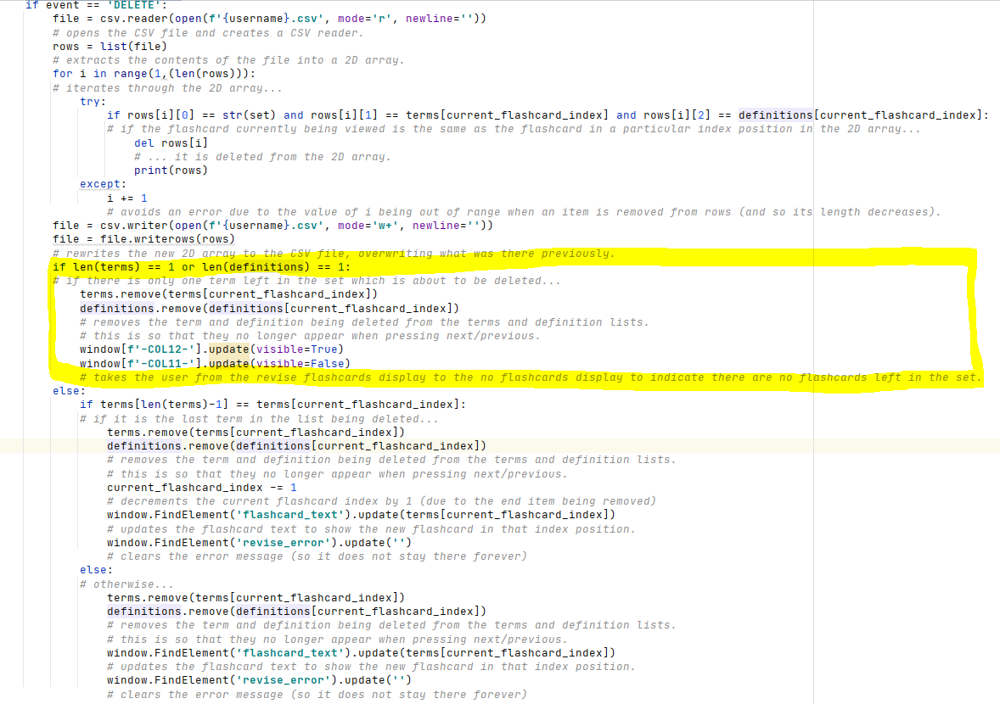 if event == 'DELETE':
file = csv.reader(open(f'{username}.csv', mode='r', newline=''))
# opens the CSV file and creates a CSV reader.
rows = list(file)
# extracts the contents of the file into a 2D array.
for i in range(1,(len(rows))):
# iterates through the 2D array...
try:
if rows[i][0] == str(set) and rows[i][1] == terms[current_flashcard_index] and rows[i][2] == definitions[current_flashcard_index]:
# if the flashcard currently being viewed is the same as the flashcard in a particular index position in the 2D array...
del rows[i]
# ... it is deleted from the 2D array.
print(rows)
except:
i += 1
# avoids an error due to the value of i being out of range when an item is removed from rows (and so its length decreases).
file = csv.writer(open(f'{username}.csv', mode='w+', newline=''))
file = file.writerows(rows)
# rewrites the new 2D array to the CSV file, overwriting what was there previously.
if len(terms) == 1 or len(definitions) == 1:
# if there is only one term left in the set which is about to be deleted...
terms.remove(terms[current_flashcard_index])
definitions.remove(definitions[current_flashcard_index])
# removes the term and definition being deleted from the terms and definition lists.
# this is so that they no longer appear when pressing next/previous.
window[f'-COL12-'].update(visible=True)
window[f'-COL11-'].update(visible=False)
# takes the user from the revise flashcards display to the no flashcards display to indicate there are no flashcards left in the set.
else:
if terms[len(terms)-1] == terms[current_flashcard_index]:
# if it is the last term in the list being deleted...
terms.remove(terms[current_flashcard_index])
definitions.remove(definitions[current_flashcard_index])
# removes the term and definition being deleted from the terms and definition lists.
# this is so that they no longer appear when pressing next/previous.
current_flashcard_index -= 1
# decrements the current flashcard index by 1 (due to the end item being removed)
window.FindElement('flashcard_text').update(terms[current_flashcard_index])
# updates the flashcard text to show the new flashcard in that index position.
window.FindElement('revise_error').update('')
# clears the error message (so it does not stay there forever)
else:
# otherwise...
terms.remove(terms[current_flashcard_index])
definitions.remove(definitions[current_flashcard_index])
# removes the term and definition being deleted from the terms and definition lists.
# this is so that they no longer appear when pressing next/previous.
window.FindElement('flashcard_text').update(terms[current_flashcard_index])
# updates the flashcard text to show the new flashcard in that index position.
window.FindElement('revise_error').update('')
# clears the error message (so it does not stay there forever)